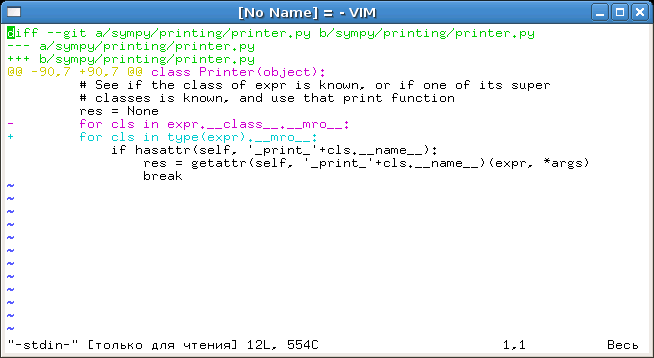 [No Name] = - VIM
diff --git a/sympy/printing/printer.py b/sympy/printing/printer.py
--- a/sympy/printing/printer.py
+++ b/sympy/printing/printer.py
@@ -90,7 +90,7 @@ class Printer(object):
         # See if the class of expr is known, or if one of its super
         # classes is known, and use that print function
         res = None
-        for cls in expr.__class__.__mro__:
+        for cls in type(expr).__mro__:
             if hasattr(self, '_print_'+cls.__name__):
                 res = getattr(self, '_print_'+cls.__name__)(expr, *args)
                 break
~
~
~
~
~
~
~
~
~
~
~
~
"-stdin-" [только для чтения] 12L, 554C 1,1 Весь